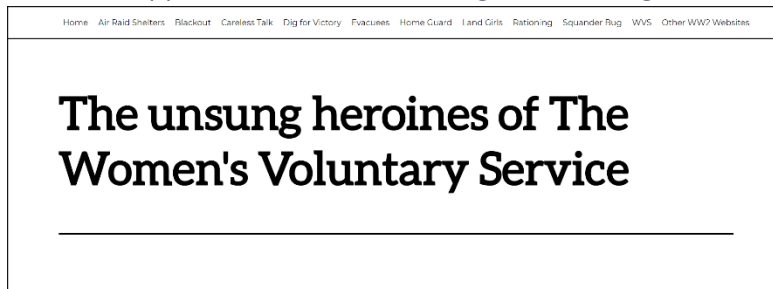 Home Air Raid Shelters Blackout Careless Talk Dig for Victory Evacuees Home Guard Land Girls Rationing Squander Bug WVS Other WW2 Websites
The unsung heroines of The
Women's Voluntary Service